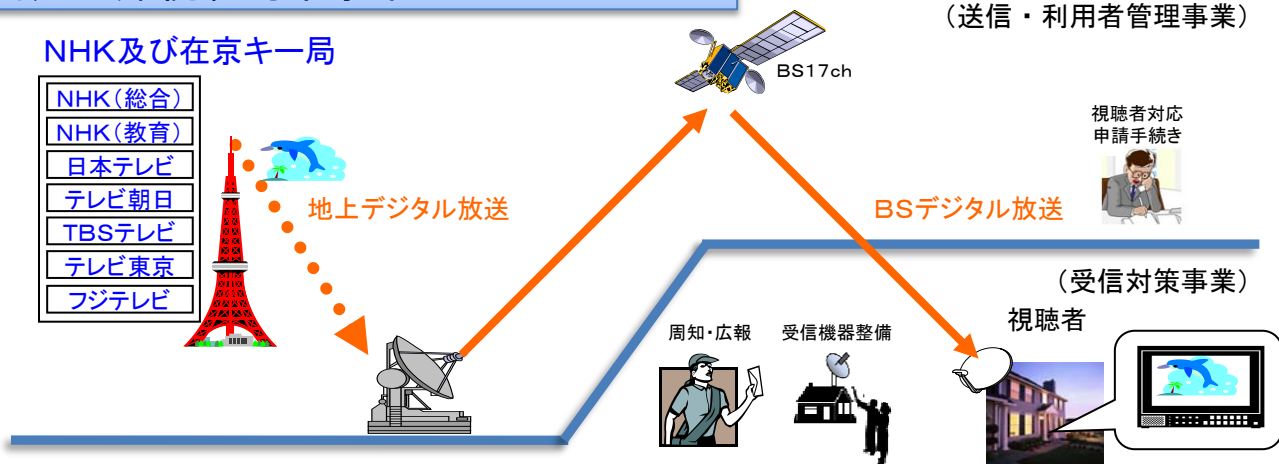 (送信・利用者管理事業)
NHK及び在京キー局
NHK(総合)
NHK(教育)
日本テレビ
テレビ朝日
TBSテレビ
テレビ東京
フジテレビ
地上デジタル放送
BS17ch
BSデジタル放送
視聴者対応
申請手続き
(受信対策事業)
周知・広報
受信機器整備
視聴者